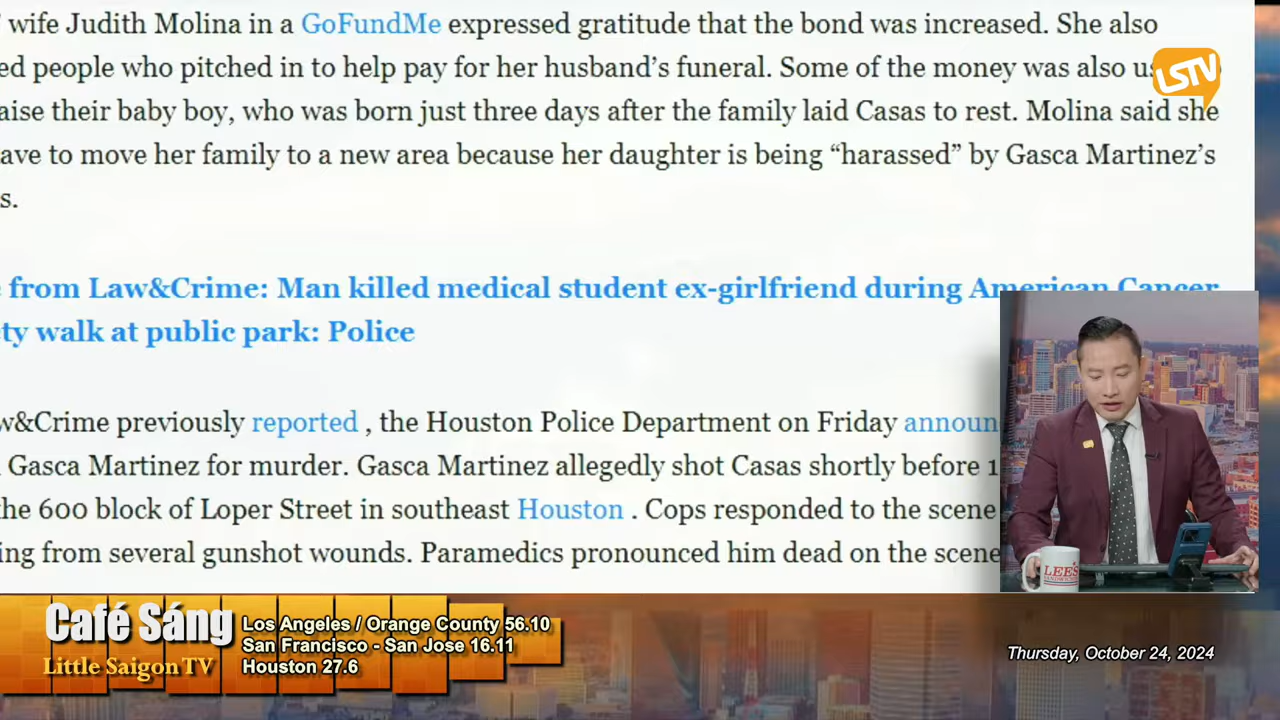 wife Judith Molina in a GoFundMe expressed gratitude that the bond was increased. She also
ed people who pitched in to help pay for her husband's funeral. Some of the money was also us
aise their baby boy, who was born just three days after the family laid Casas to rest. Molina said she
ave to move her family to a new area because her daughter is being “harassed” by Gasca Martinez's
s.
from Law&Crime: Man killed medical student ex-girlfriend during American Cancer
ty walk at public park: Police
w&Crime previously reported , the Houston Police Department on Friday announ
Gasca Martinez for murder. Gasca Martinez allegedly shot Casas shortly before 1
he 600 block of Loper Street in southeast Houston . Cops responded to the scene
ing from several gunshot wounds. Paramedics pronounced him dead on the scene
LSTV
LEE'S
SANDWICHES
Café Sáng
Little Saigon TV
Los Angeles / Orange County 56.10
San Francisco - San Jose 16.11
Houston 27.6
Thursday, October 24, 2024